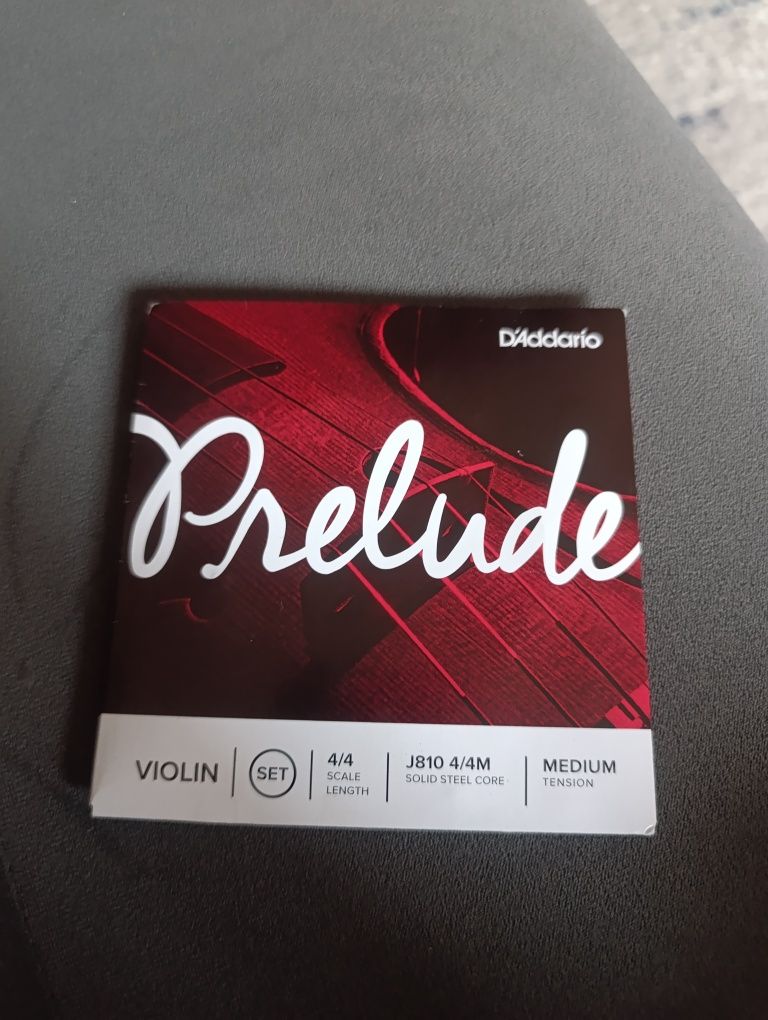 D'Addario
Prelude
VIOLIN
SET
4/4
SCALE
LENGTH
J810 4/4M
SOLID STEEL CORE
MEDIUM
TENSION